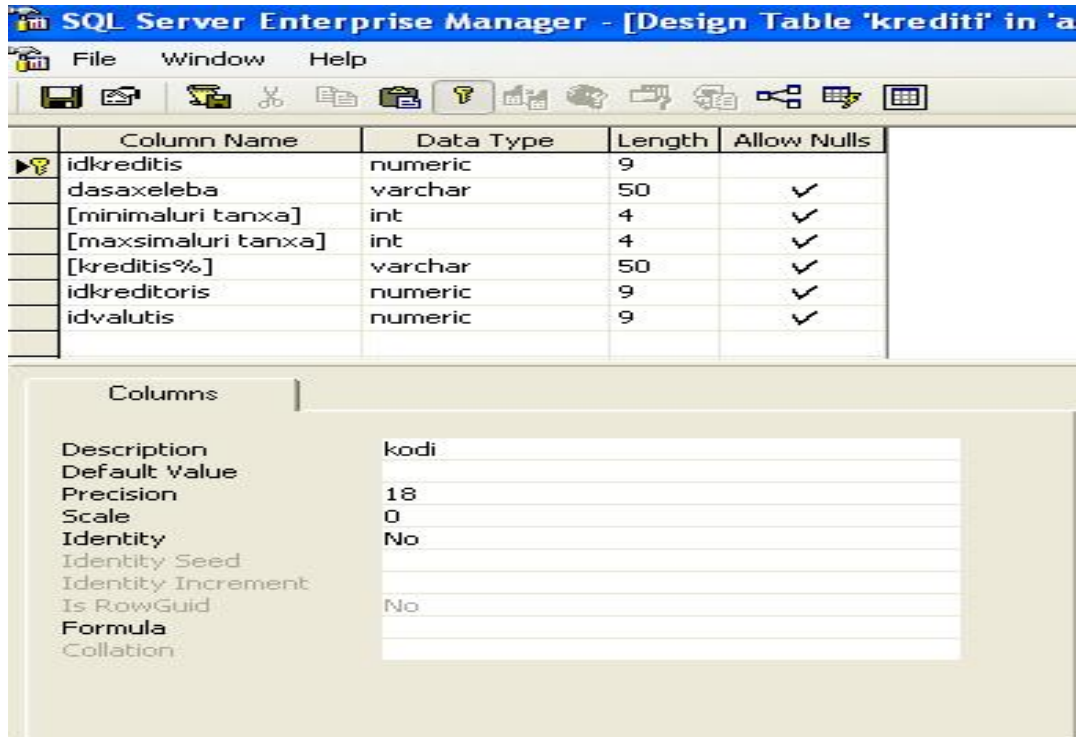 SQL Server Enterprise Manager - [Design Table 'krediti' in 'a
File Window Help
Column Name Data Type Length Allow Nulls
idkreditis numeric 9
dasaxeleba varchar 50 ✓
[minimaluri tanxa] int 4 ✓
[maxsimaluri tanxa] int 4 ✓
[kreditis%] varchar 50 ✓
idkreditoris numeric 9 ✓
idvalutis numeric 9 ✓
Columns
Description kodi
Default Value
Precision 18
Scale 0
Identity No
Identity Seed
Identity Increment
Is RowGuid No
Formula
Collation